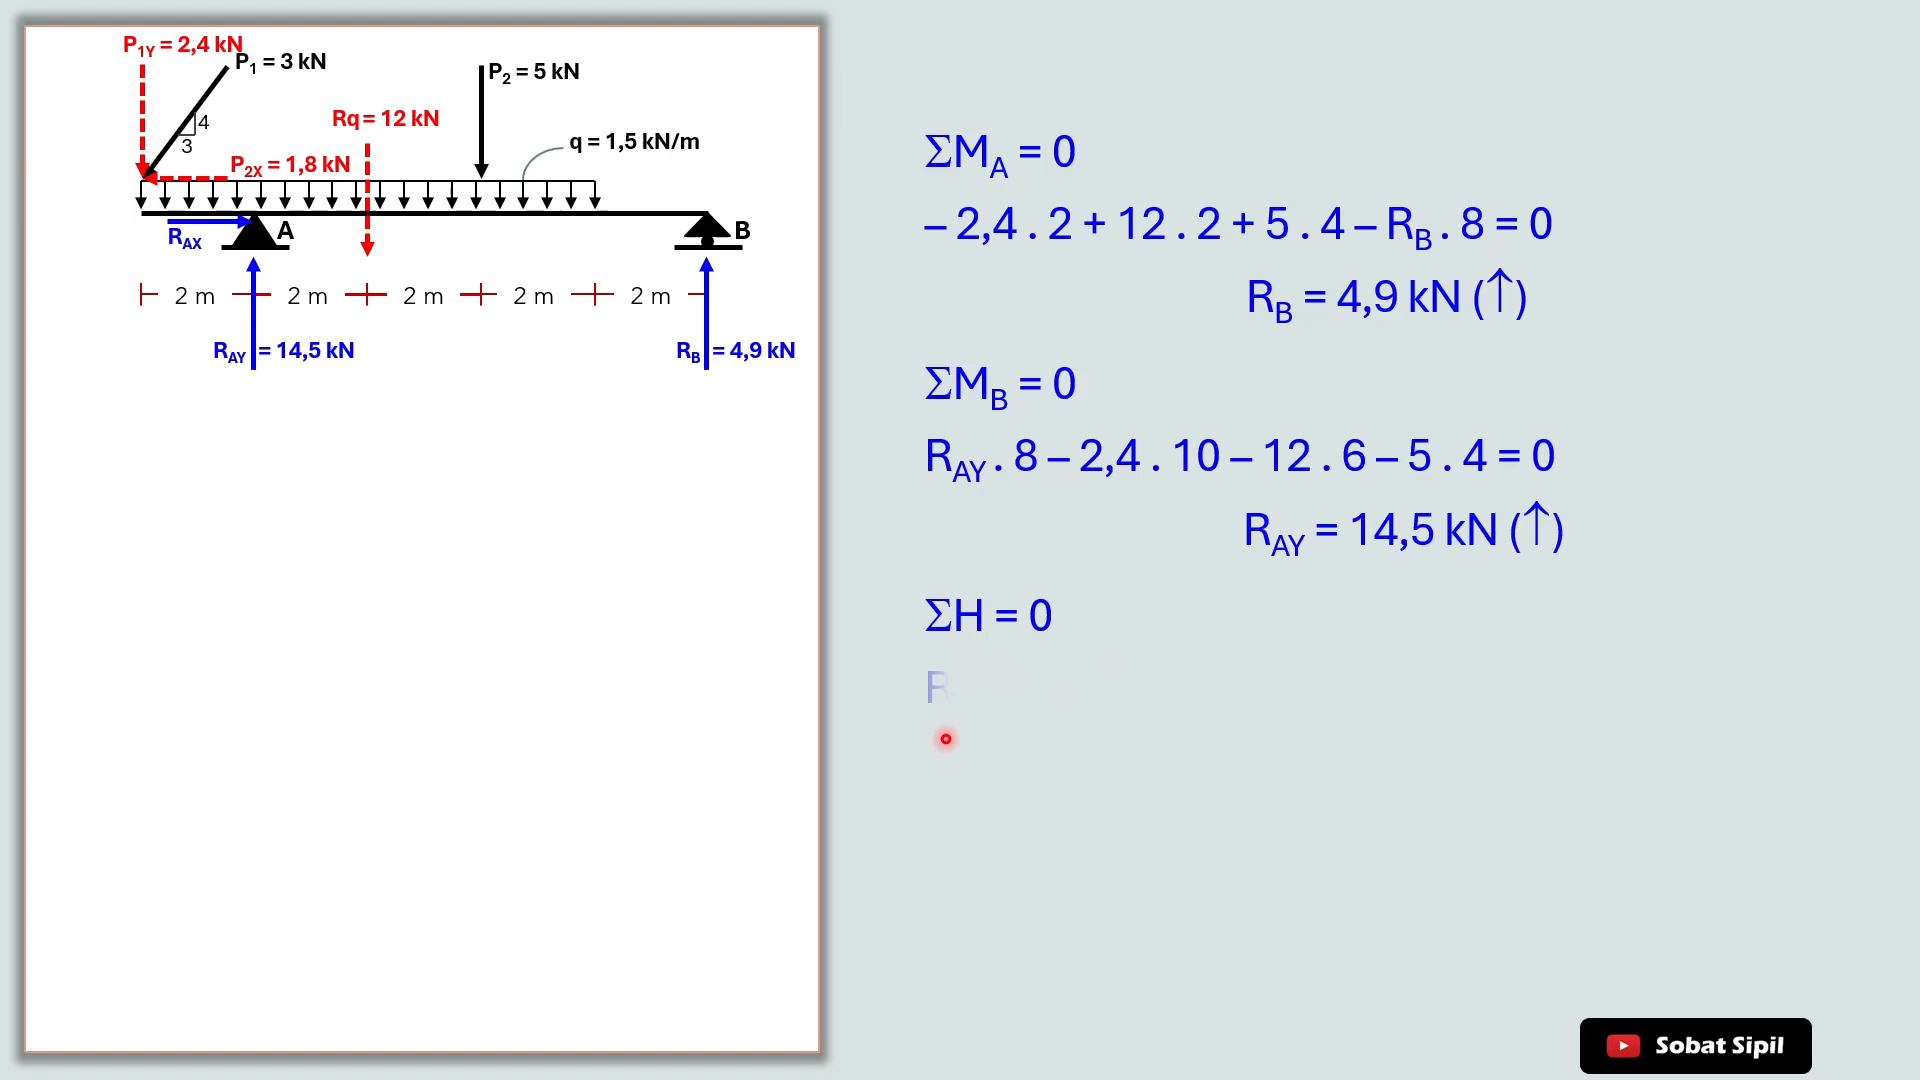 P1Y = 2,4 kN
P1 = 3 kN
P2 = 5 kN
Rq = 12 kN
4
3
q = 1,5 kN/m
P2X = 1,8 kN
RAX
A
B
2 m 2 m 2 m 2 m 2 m
RAY = 14,5 kN
RB = 4,9 kN
ΣMA = 0
– 2,4 . 2 + 12 . 2 + 5 . 4 – RB . 8 = 0
RB = 4,9 kN (↑)
ΣMB = 0
RAY . 8 – 2,4 . 10 – 12 . 6 – 5 . 4 = 0
RAY = 14,5 kN (↑)
ΣH = 0
R
Sobat Sipil